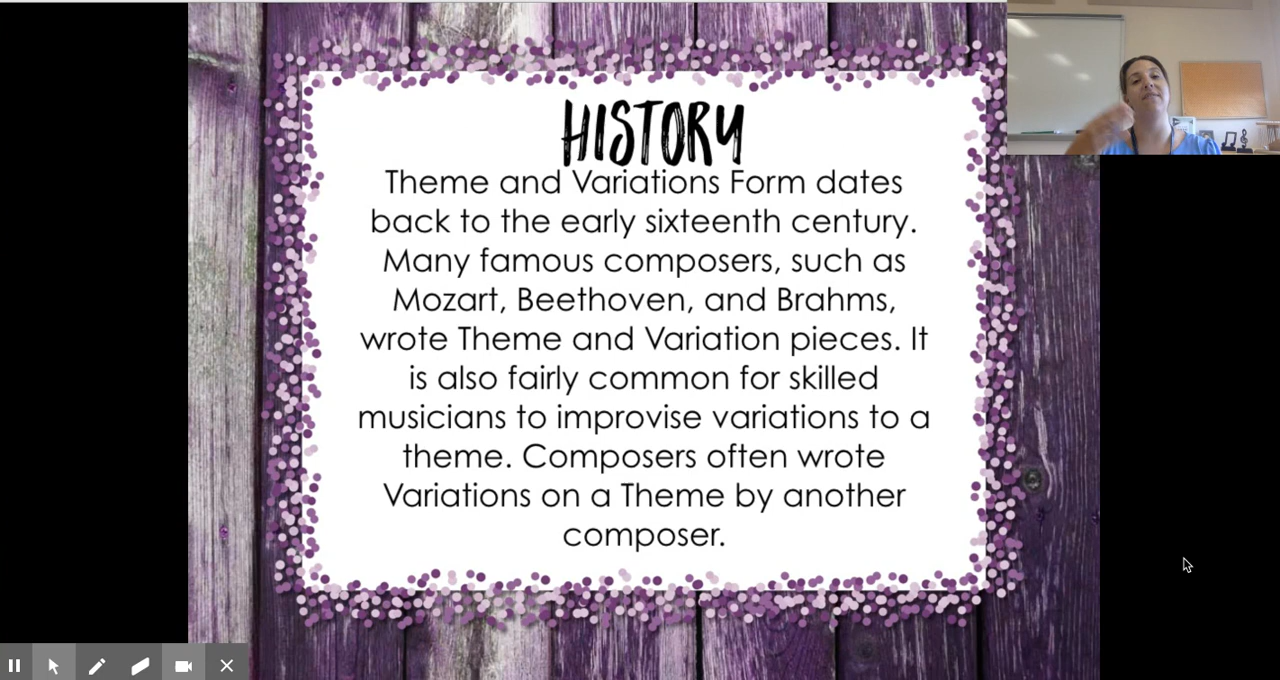 HISTORY
Theme and Variations Form dates
back to the early sixteenth century.
Many famous composers, such as
Mozart, Beethoven, and Brahms,
wrote Theme and Variation pieces. It
is also fairly common for skilled
musicians to improvise variations to a
theme. Composers often wrote
Variations on a Theme by another
composer.